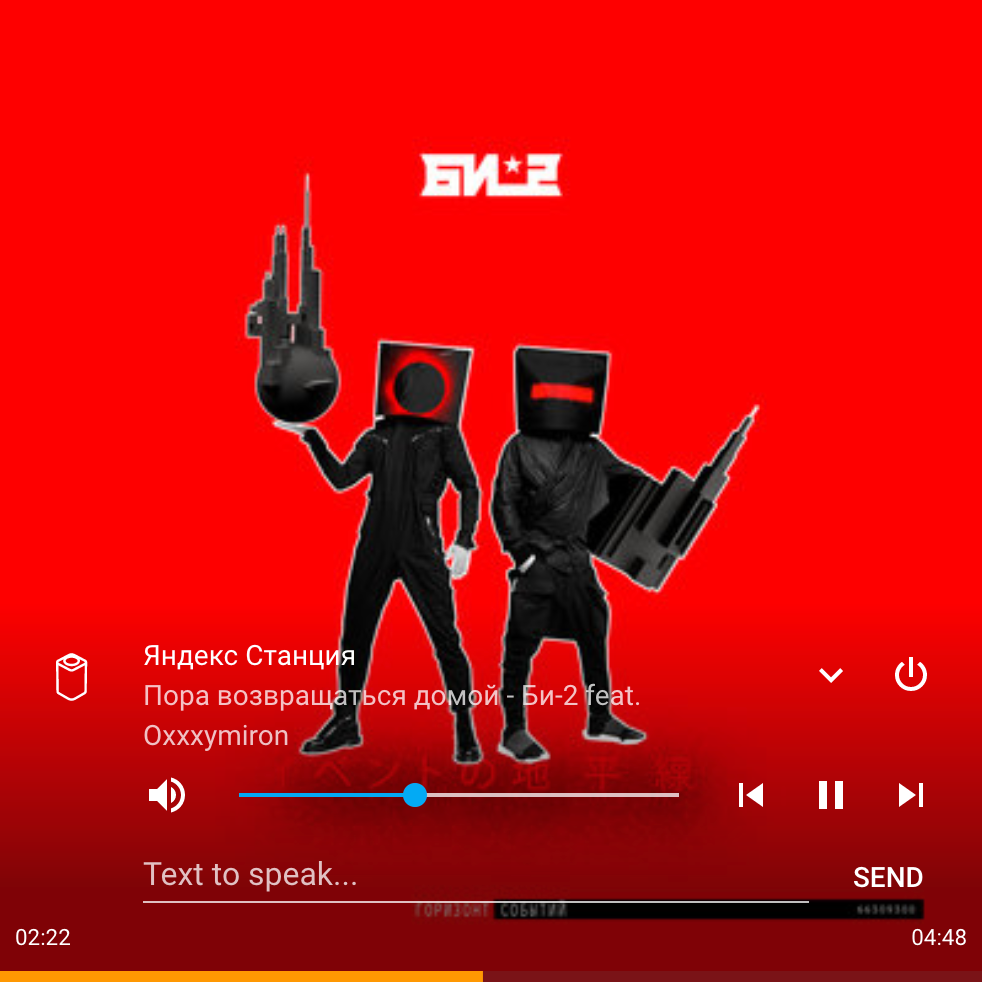 БИ★2
Яндекс Станция
Пора возвращаться домой - Би-2 feat.
Oxxxymiron
イベントの地平線
Text to speak...
SEND
ГОРИЗОНТ СОБЫТИЙ
66309300
02:22
04:48